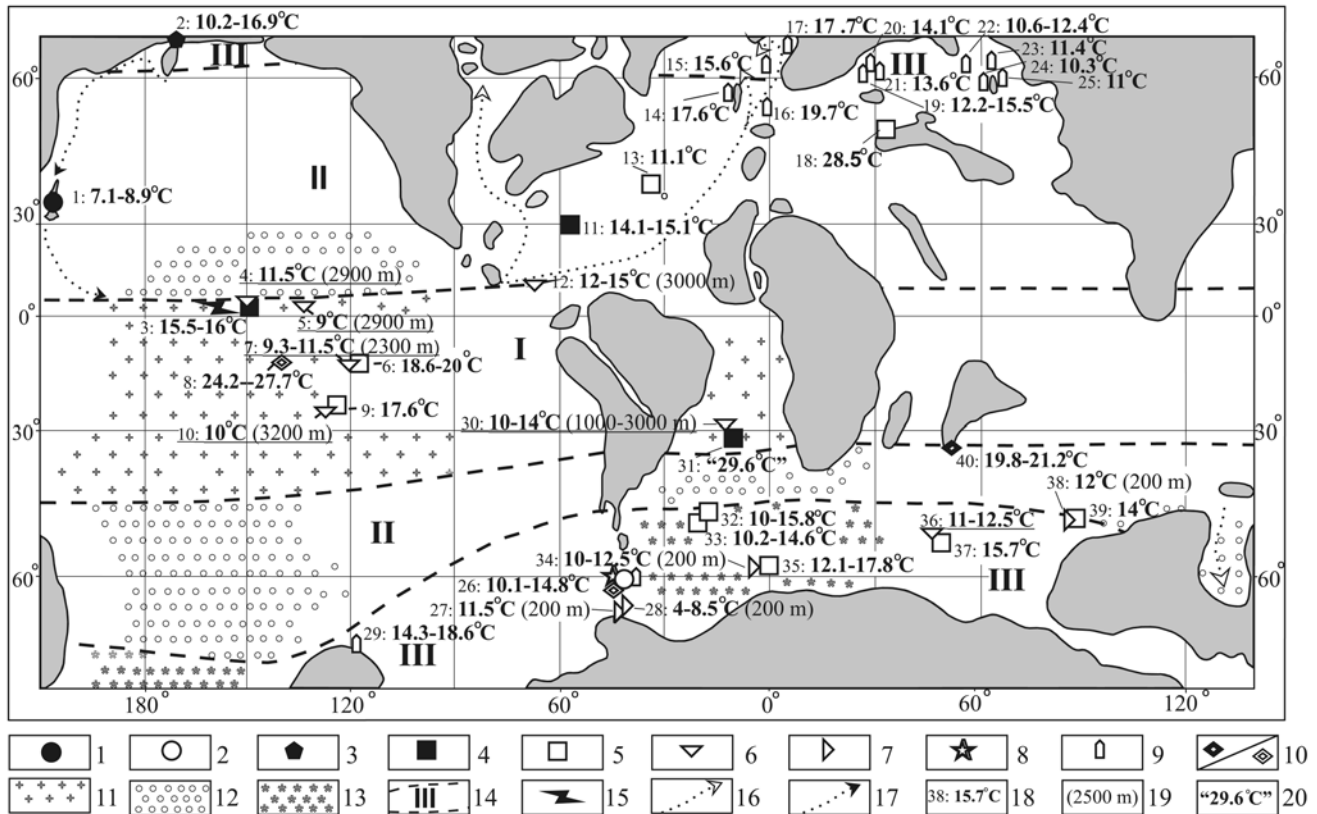 2: 10.2-16.9°C
17: 17 .7°C 20: 14.1°C 22: 10.6-12.4°C
III
23: 11.4°C
15: 15.6°C III 24: 10.3°C
60° 21: 13.6°C 25: 11°C 60°
14: 17.6°C 16: 19.7°C 19: 12.2-15.5°C
13: 11.1°C 18: 28.5°C
II
1: 7.1-8.9°C
30° 11: 14.1-15.1°C 30°
4: 11.5°C (2900 m) 12: 12-15°C (3000m)
0° 3: 15.5-16°C 5: 9°C (2900 m) 0°
7: 9.3-11.5°C (2300 m) I
6: 18.6-20°C
8: 24.2–27.7°C
9: 17.6°C
10: 10°C (3200 m) 30: 10-14°C (1000-3000 m)
30° 30°
31: “29.6°C” 40: 19.8-21.2°C
38: 12°C (200 m)
32: 10-15.8°C 36: 11-12.5°C 39: 14°C
II 33: 10.2-14.6°C
37: 15.7°C
34: 10-12.5°C (200 m) 35: 12.1-17.8°C III
60° 26: 10.1-14.8°C 60°
27: 11.5°C (200 m) 28: 4-8.5°C (200 m)
29: 14.3-18.6°C
III
180° 120° 60° 0° 60° 120°
1 2 3 4 5 6 7 8 9 10
11 12 13 III 14 15 16 17 38: 15.7°C 18 (2500 m) 19 “29.6°C” 20